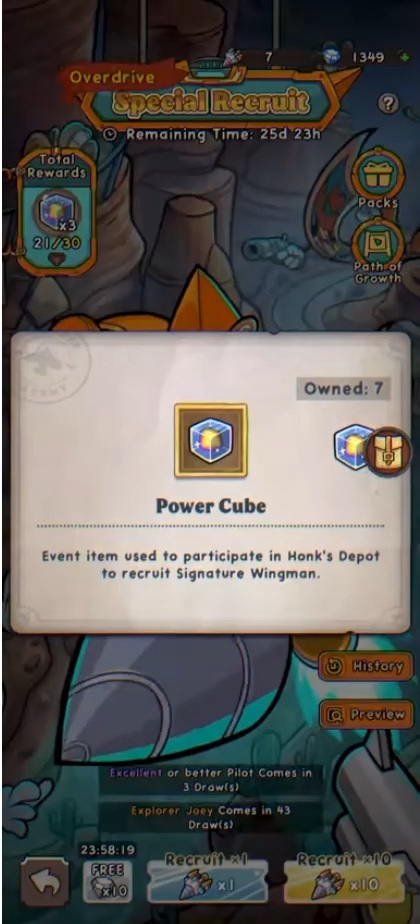 7
1349
Overdrive
Special Recruit
?
Remaining Time: 25d 23h
Total
Rewards
x3
21/30
Packs
Path of
Growth
Owned: 7
Power Cube
Event item used to participate in Honk's Depot
to recruit Signature Wingman.
History
Preview
Excellent or better Pilot Comes in
3 Draw(s)
Explorer Joey Comes in 43
Draw(s)
23:58:19
FREE
x10
Recruit x1
x1
Recruit x10
x10